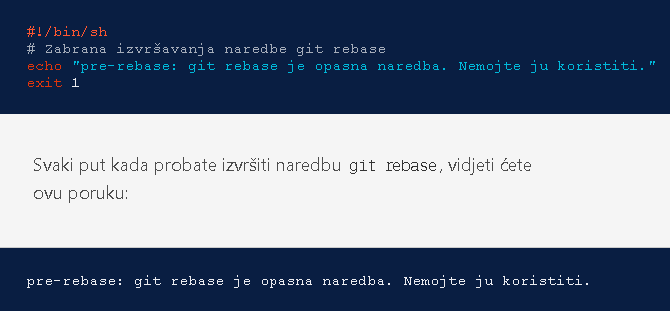 #!/bin/sh
# Zabrana izvršavanja naredbe git rebase
echo "pre-rebase: git rebase je opasna naredba. Nemojte ju koristiti."
exit 1
Svaki put kada probate izvršiti naredbu git rebase, vidjeti ćete
ovu poruku:
pre-rebase: git rebase je opasna naredba. Nemojte ju koristiti.